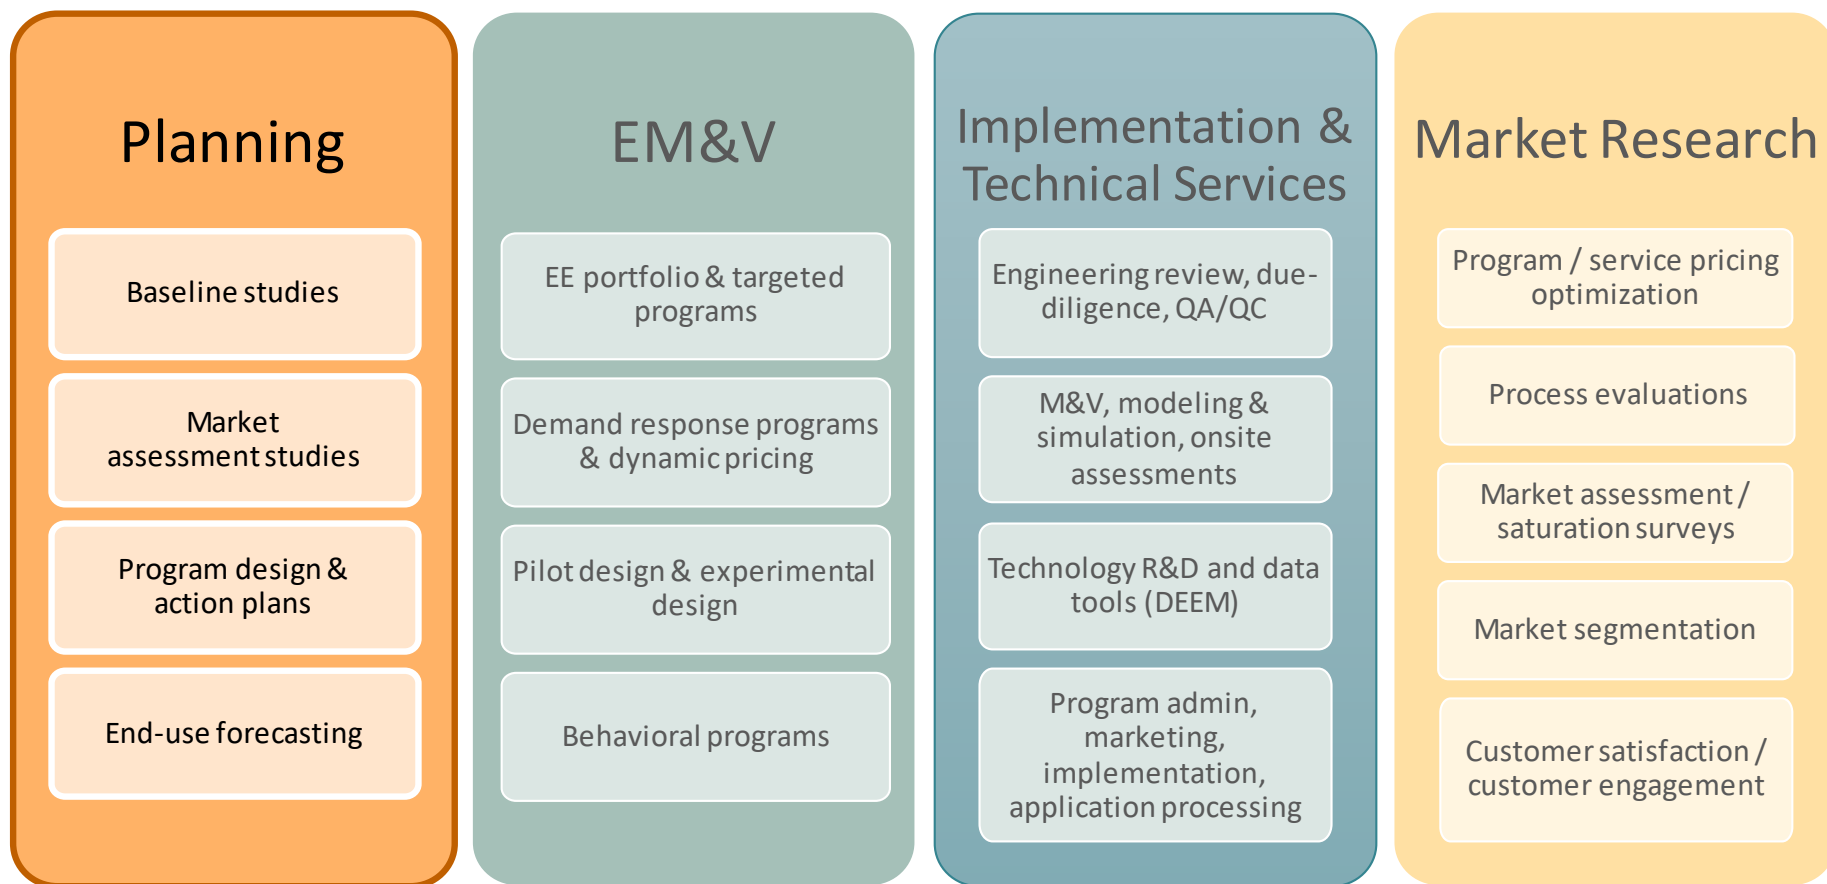 Planning
Baseline studies
Market
assessment studies
Program design &
action plans
End-use forecasting
EM&V
EE portfolio & targeted
programs
Demand response programs
& dynamic pricing
Pilot design & experimental
design
Behavioral programs
Implementation &
Technical Services
Engineering review, due-
diligence, QA/QC
M&V, modeling &
simulation, onsite
assessments
Technology R&D and data
tools (DEEM)
Program admin,
marketing,
implementation,
application processing
Market Research
Program / service pricing
optimization
Process evaluations
Market assessment /
saturation surveys
Market segmentation
Customer satisfaction /
customer engagement